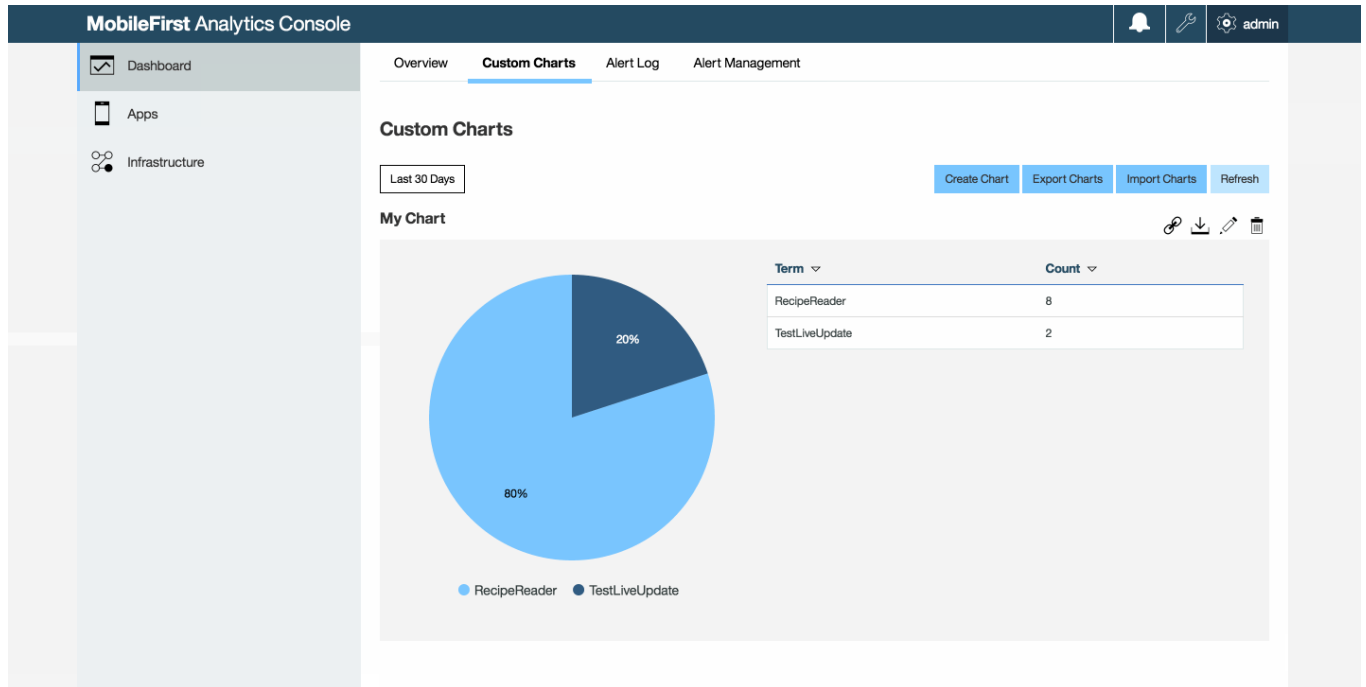 MobileFirst Analytics Console
admin
Dashboard
Apps
Infrastructure
Overview Custom Charts Alert Log Alert Management
Custom Charts
Last 30 Days
Create Chart Export Charts Import Charts Refresh
My Chart
20%
80%
RecipeReader TestLiveUpdate
Term Count
RecipeReader 8
TestLiveUpdate 2